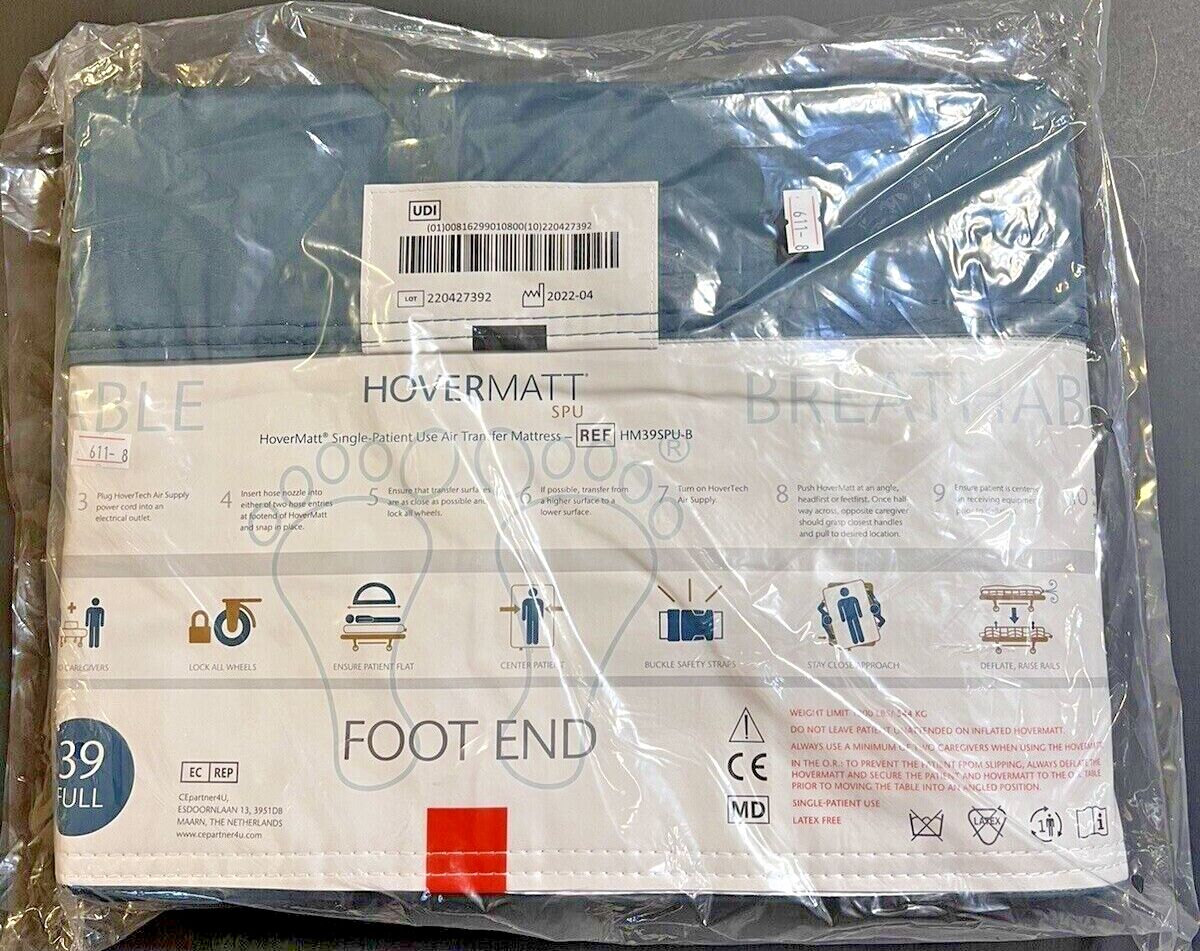 UDI
(01)00816299010800(10)220427392
LOT 220427392 2022-04
611-8
ABLE
HOVERMATT®
SPU
BREATHAB
HoverMatt® Single-Patient Use Air Transfer Mattress – REF HM39SPU-B
®
611-8
3 Plug HoverTech Air Supply
power cord into an
electrical outlet.
4 Insert hose nozzle into
either of two hose entries
at footend of HoverMatt
and snap in place.
5 Ensure that transfer surfaces
are as close as possible and
lock all wheels.
6 If possible, transfer from
a higher surface to a
lower surface.
7 Turn on HoverTech
Air Supply.
8 Push HoverMatt at an angle,
headfirst or feetfirst. Once half-
way across, opposite caregiver
should grasp closest handles
and pull to desired location.
9 Ensure patient is centered
on receiving equipment
prior to
10
CAREGIVERS
LOCK ALL WHEELS
ENSURE PATIENT FLAT
CENTER PATIENT
BUCKLE SAFETY STRAPS
STAY CLOSE APPROACH
DEFLATE, RAISE RAILS
39
FULL
FOOT END
EC REP
CEpartner4U,
ESDOORNLAAN 13, 3951DB
MAARN, THE NETHERLANDS
www.cepartner4u.com
CE
MD
WEIGHT LIMIT 1200 LBS/ 544 KG
DO NOT LEAVE PATIENT UNATTENDED ON INFLATED HOVERMATT.
ALWAYS USE A MINIMUM OF TWO CAREGIVERS WHEN USING THE HOVERMATT.
IN THE O.R.: TO PREVENT THE PATIENT FROM SLIPPING, ALWAYS DEFLATE THE
HOVERMATT AND SECURE THE PATIENT AND HOVERMATT TO THE O.R. TABLE
PRIOR TO MOVING THE TABLE INTO AN ANGLED POSITION.
SINGLE-PATIENT USE
LATEX FREE
LATEX
1
i